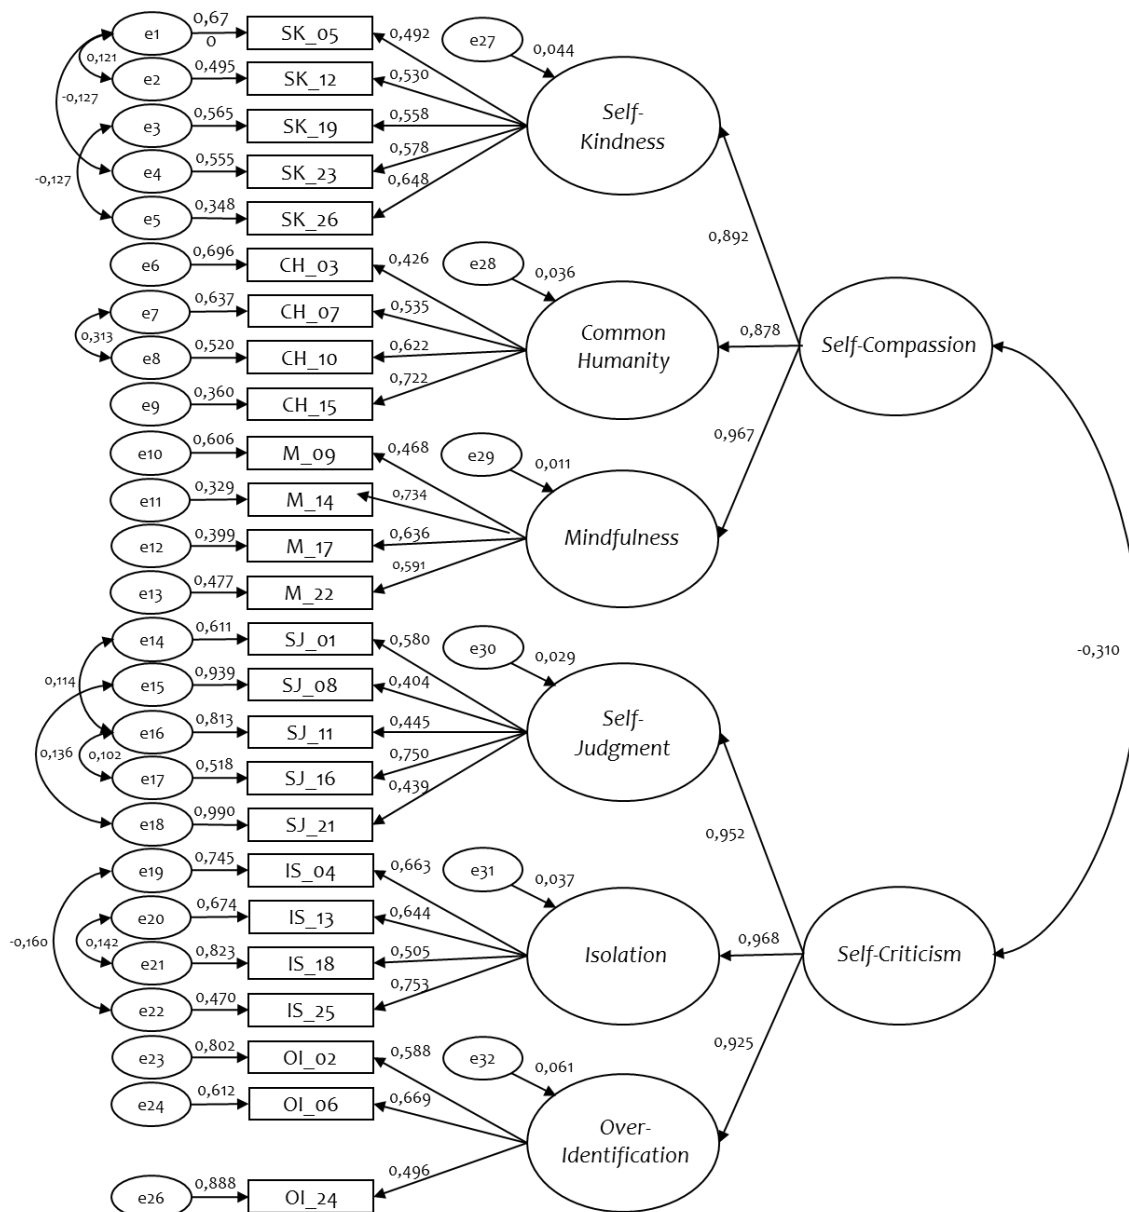 e1 0,67 0 SK_05 0,492 e27 0,044
0,121
e2 0,495 SK_12 0,530
-0,127
e3 0,565 SK_19 0,558
Self-
Kindness
e4 0,555 SK_23 0,578
-0,127
e5 0,348 SK_26 0,648
0,892
e6 0,696 CH_03 0,426 e28 0,036
e7 0,637 CH_07 0,535
0,313
e8 0,520 CH_10 0,622
Common
Humanity
0,878
Self-Compassion
e9 0,360 CH_15 0,722
0,967
e10 0,606 M_09 0,468 e29 0,011
e11 0,329 M_14 0,734
e12 0,399 M_17 0,636
Mindfulness
e13 0,477 M_22 0,591
e14 0,611 SJ_01 0,580 e30 0,029
-0,310
0,114
e15 0,939 SJ_08 0,404
e16 0,813 SJ_11 0,445
Self-
Judgment
0,136
0,102
e17 0,518 SJ_16 0,750
e18 0,990 SJ_21 0,439
0,952
e19 0,745 IS_04 0,663 e31 0,037
e20 0,674 IS_13 0,644
-0,160
0,142
e21 0,823 IS_18 0,505
Isolation
0,968
Self-Criticism
e22 0,470 IS_25 0,753
0,925
e23 0,802 OI_02 0,588 e32 0,061
e24 0,612 OI_06 0,669
Over-
Identification
e26 0,888 OI_24 0,496